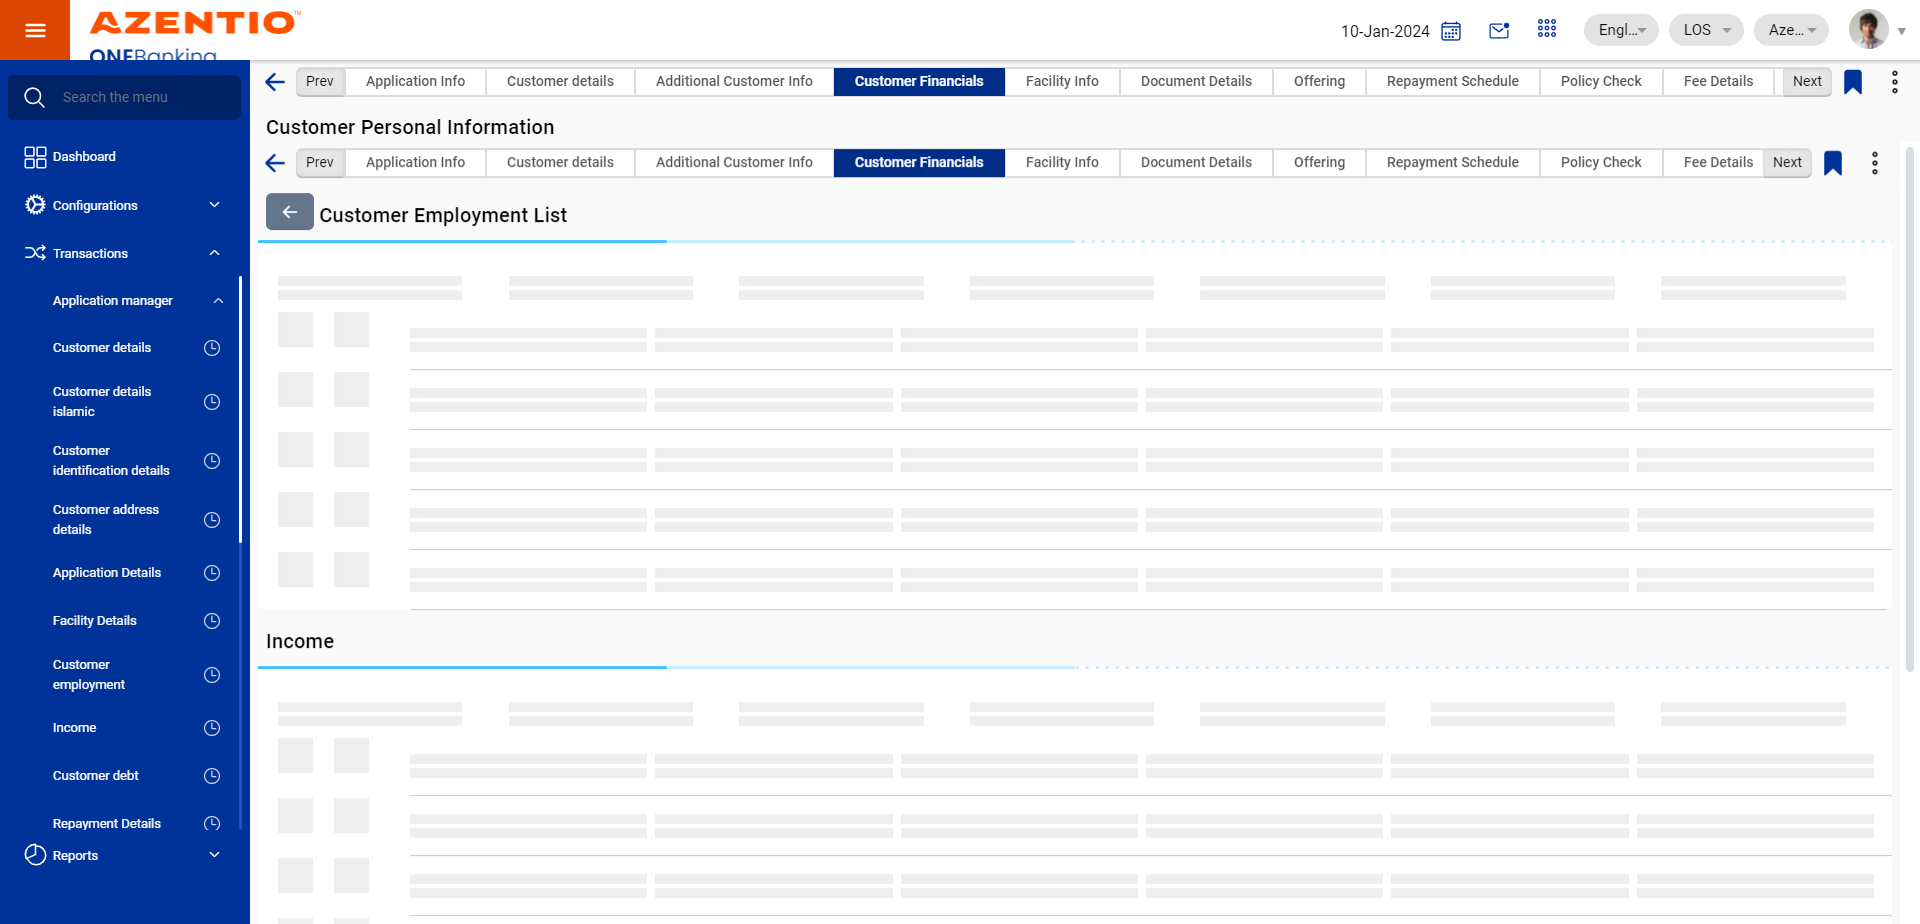 AZENTIO™
ONEBanking
10-Jan-2024
Engl...
LOS
Aze...
Search the menu
Dashboard
Configurations
Transactions
Application manager
Customer details
Customer details
islamic
Customer
identification details
Customer address
details
Application Details
Facility Details
Customer
employment
Income
Customer debt
Repayment Details
Reports
Prev
Application Info
Customer details
Additional Customer Info
Customer Financials
Facility Info
Document Details
Offering
Repayment Schedule
Policy Check
Fee Details
Next
Customer Personal Information
Prev
Application Info
Customer details
Additional Customer Info
Customer Financials
Facility Info
Document Details
Offering
Repayment Schedule
Policy Check
Fee Details
Next
Customer Employment List
Income